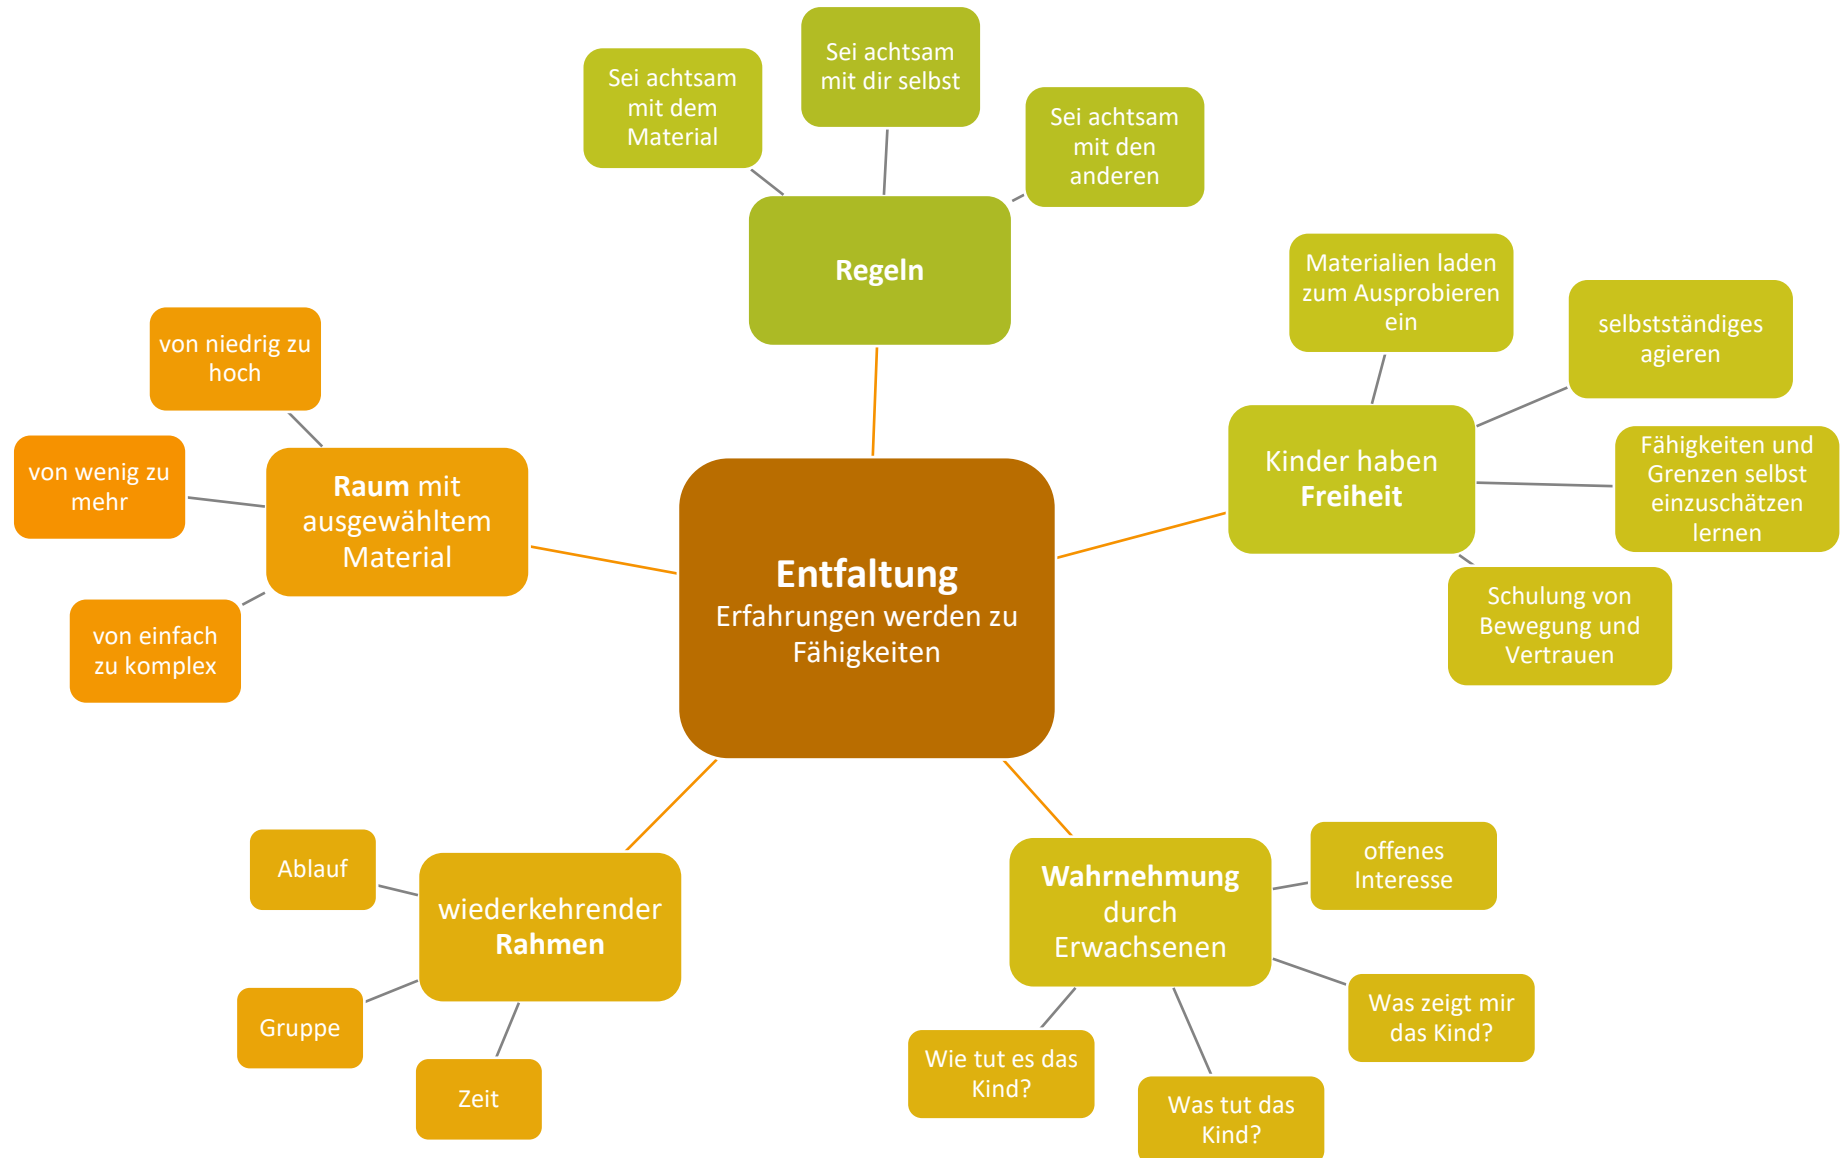 Sei achtsam
mit dir selbst
Sei achtsam
mit dem
Material
Sei achtsam
mit den
anderen
Regeln
Materialien laden
zum Ausprobieren
ein
selbstständiges
agieren
Kinder haben
Freiheit
Fähigkeiten und
Grenzen selbst
einzuschätzen
lernen
Schulung von
Bewegung und
Vertrauen
von niedrig zu
hoch
von wenig zu
mehr
Raum mit
ausgewähltem
Material
von einfach
zu komplex
Entfaltung
Erfahrungen werden zu
Fähigkeiten
Ablauf
wiederkehrender
Rahmen
Gruppe
Zeit
Wahrnehmung
durch
Erwachsenen
offenes
Interesse
Was zeigt mir
das Kind?
Wie tut es das
Kind?
Was tut das
Kind?